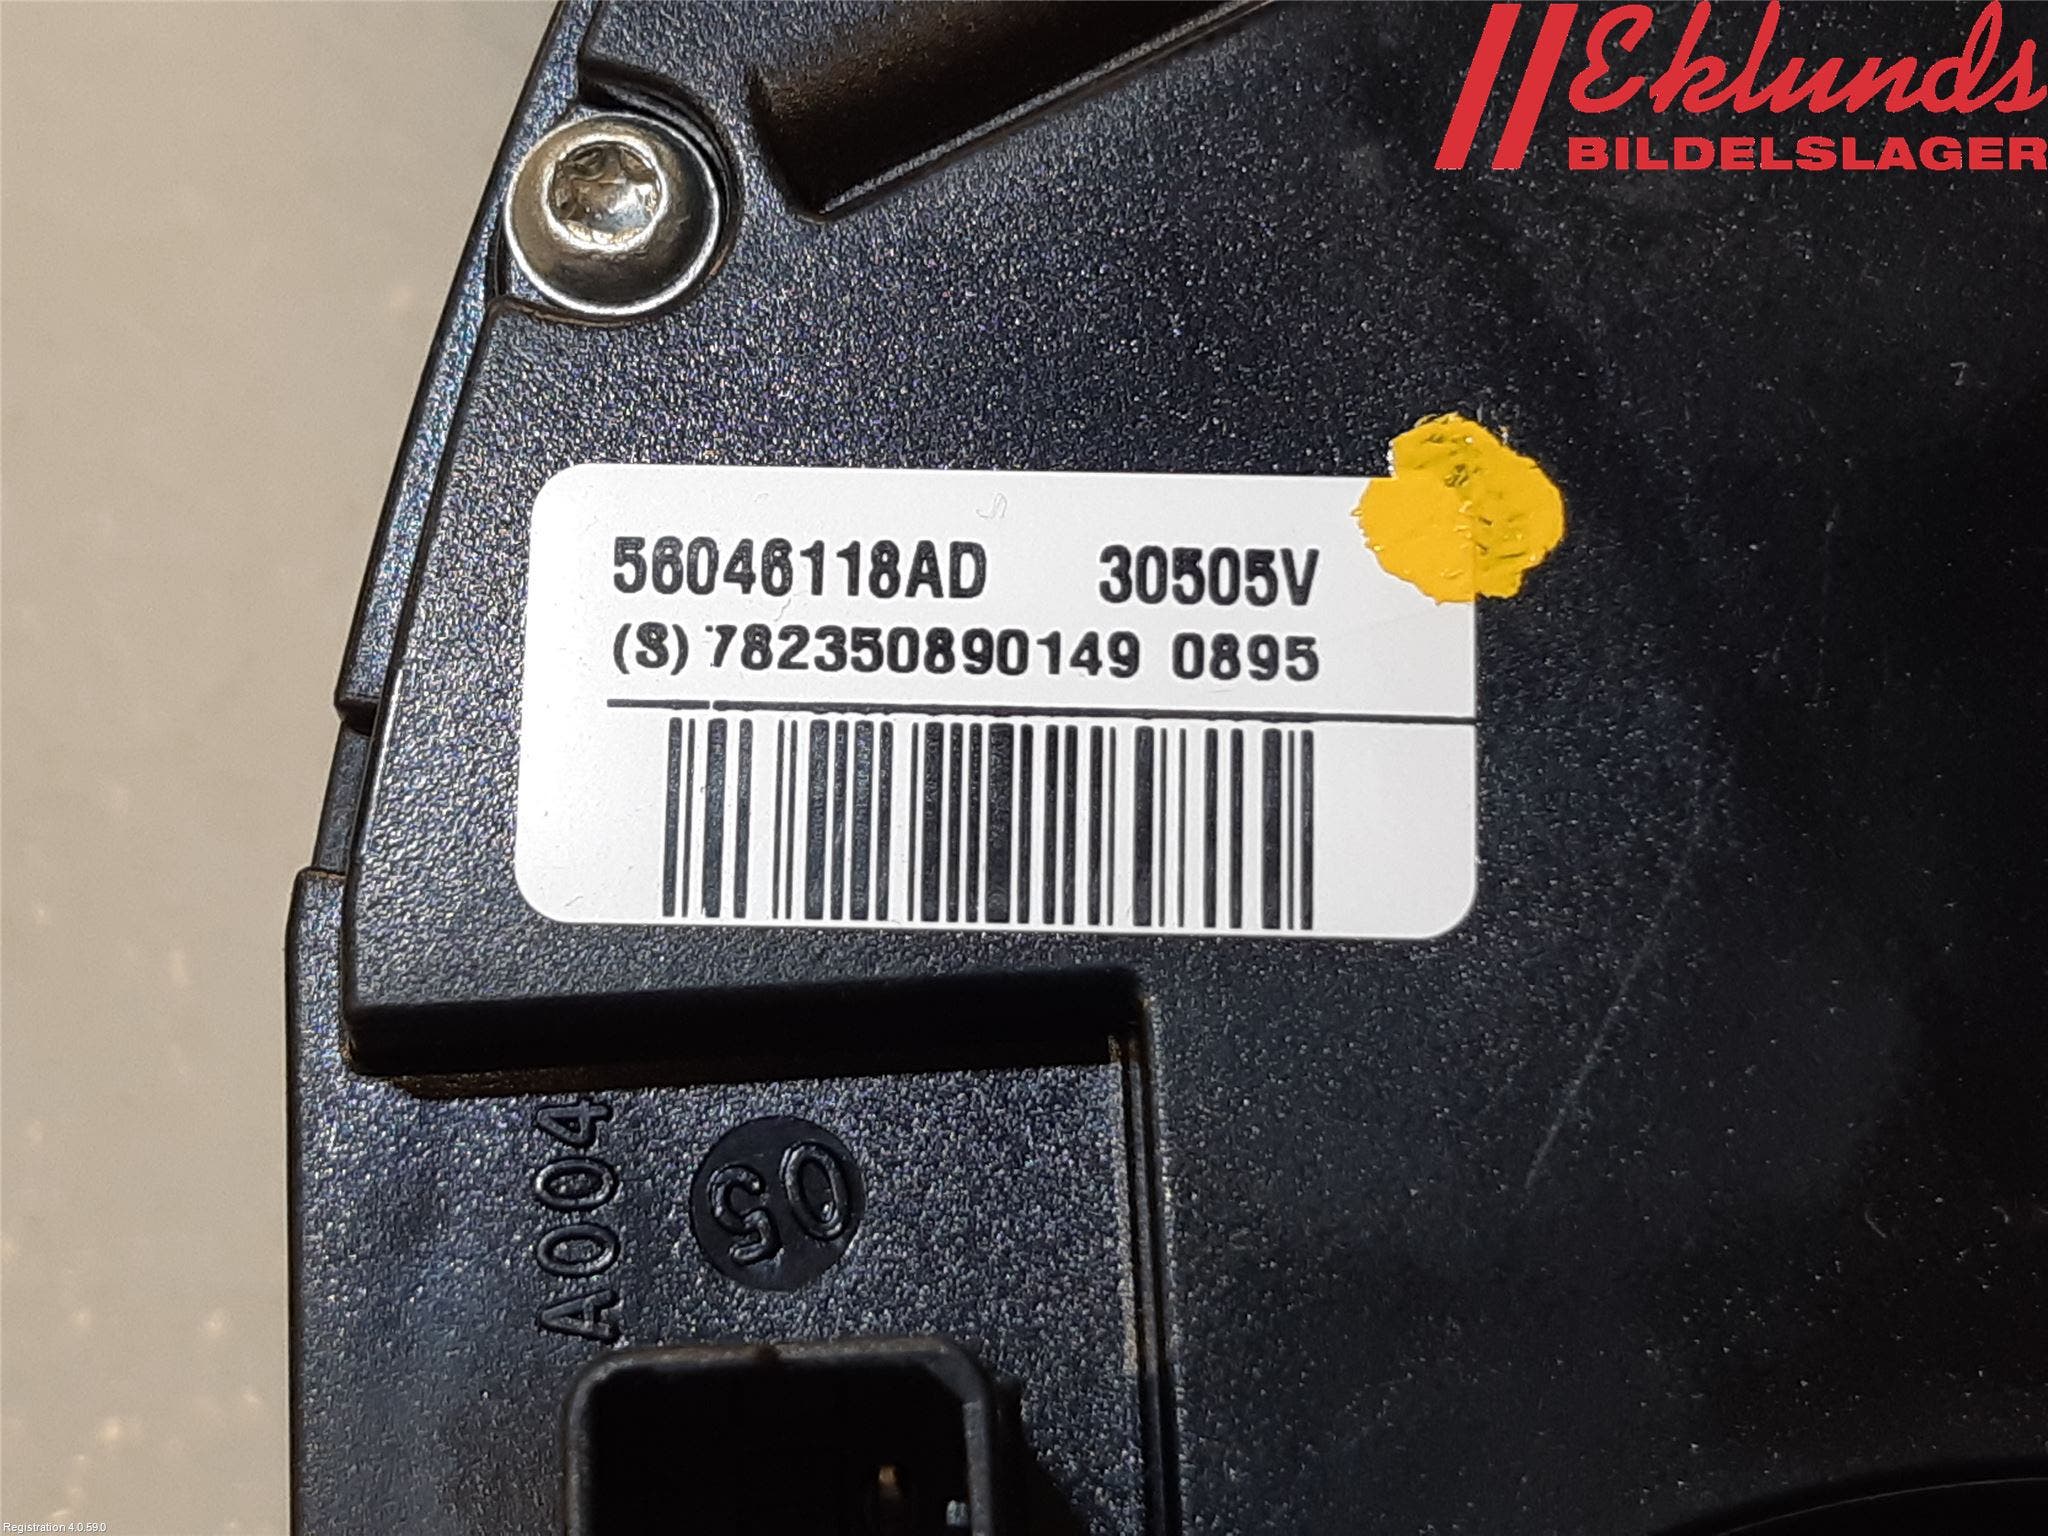 Eklunds
BILDELSLAGER
56046118AD 30505V
(S) 782350890149 0895
A004
05
Registration 4.0.59.0